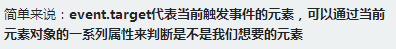 简单来说：event.target代表当前触发事件的元素，可以通过当前
元素对象的一系列属性来判断是不是我们想要的元素